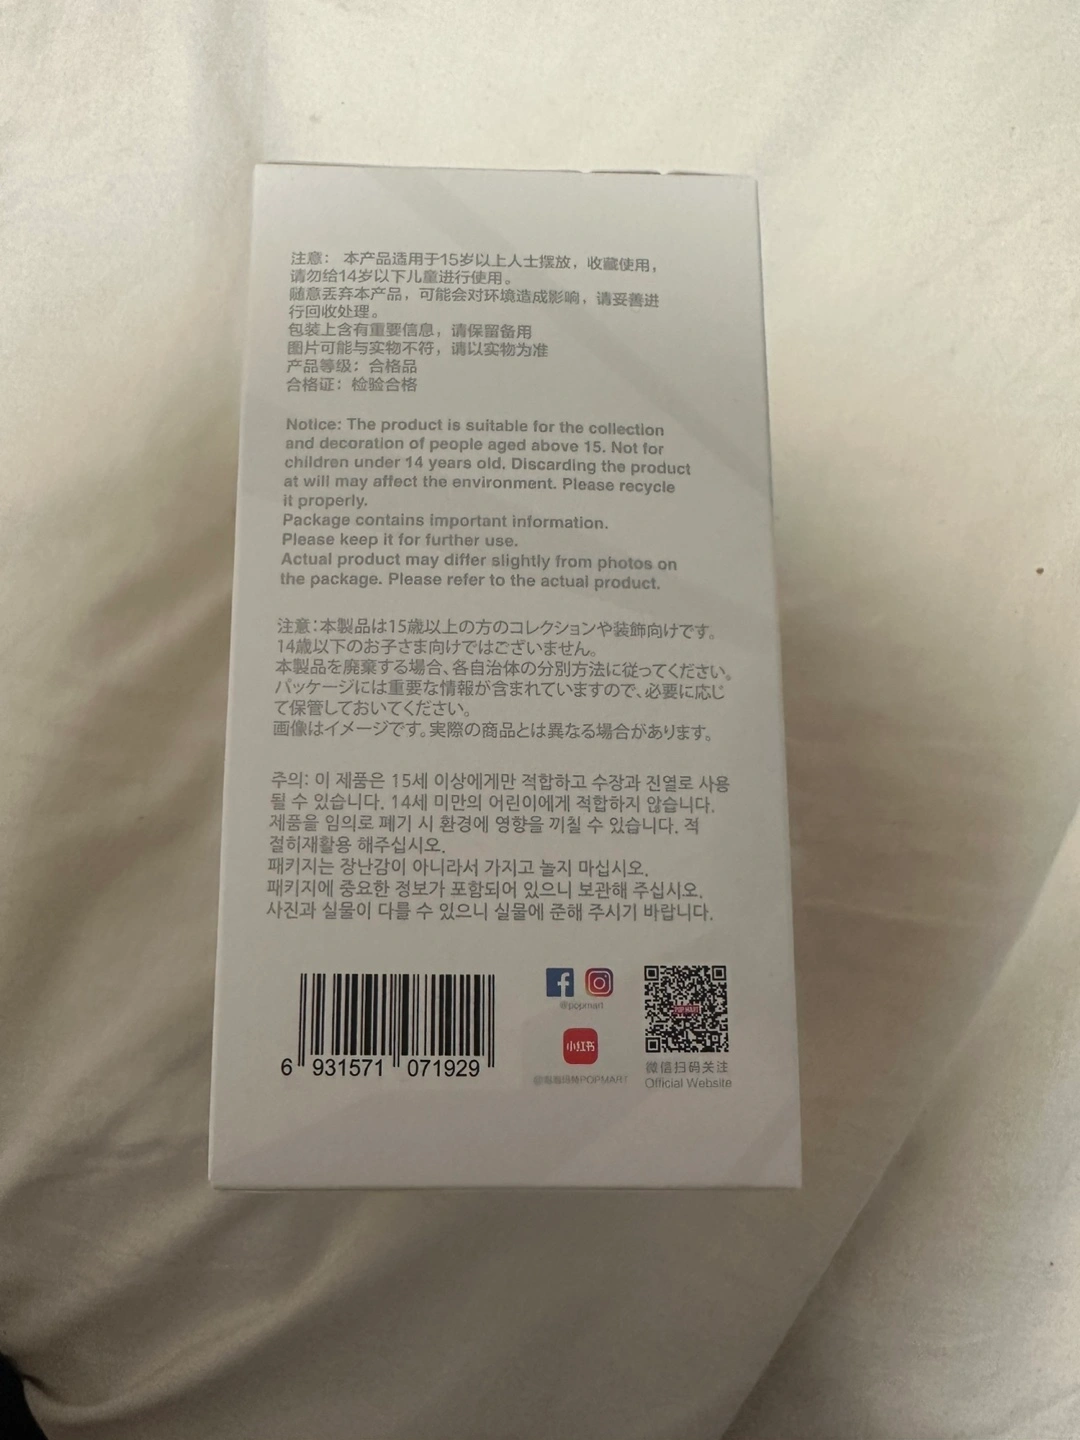 注意： 本产品适用于15岁以上人士摆放，收藏使用，
请勿给14岁以下儿童进行使用。
随意丢弃本产品，可能会对环境造成影响，请妥善进
行回收处理。
包装上含有重要信息，请保留备用
图片可能与实物不符，请以实物为准
产品等级：合格品
合格证：检验合格
Notice: The product is suitable for the collection
and decoration of people aged above 15. Not for
children under 14 years old. Discarding the product
at will may affect the environment. Please recycle
it properly.
Package contains important information.
Please keep it for further use.
Actual product may differ slightly from photos on
the package. Please refer to the actual product.
注意：本製品は15歳以上の方のコレクションや装飾向けです。
14歳以下のお子さま向けではございません。
本製品を廃棄する場合、各自治体の分別方法に従ってください。
パッケージには重要な情報が含まれていますので、必要に応じ
て保管しておいてください。
画像はイメージです。実際の商品とは異なる場合があります。
주의: 이 제품은 15세 이상에게만 적합하고 수장과 진열로 사용
될 수 있습니다. 14세 미만의 어린이에게 적합하지 않습니다.
제품을 임의로 폐기 시 환경에 영향을 끼칠 수 있습니다. 적
절히재활용 해주십시오.
패키지는 장난감이 아니라서 가지고 놀지 마십시오.
패키지에 중요한 정보가 포함되어 있으니 보관해 주십시오.
사진과 실물이 다를 수 있으니 실물에 준해 주시기 바랍니다.
6 931571 071929
@popmart
小红书
@泡泡玛特POPMART
POP MART
微信扫码关注
Official Website